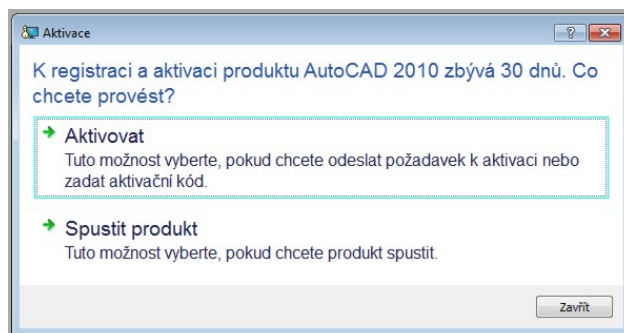 Aktivace
K registraci a aktivaci produktu AutoCAD 2010 zbývá 30 dnů. Co
chcete provést?
Aktivovat
Tuto možnost vyberte, pokud chcete odeslat požadavek k aktivaci nebo
zadat aktivační kód.
Spustit produkt
Tuto možnost vyberte, pokud chcete produkt spustit.
Zavřít